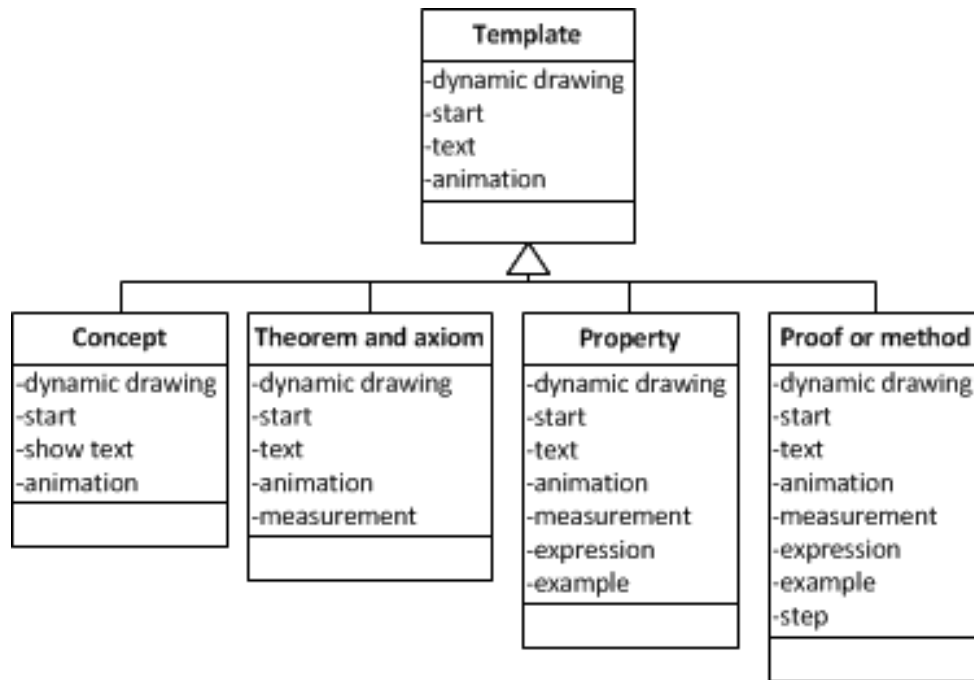 Template
-dynamic drawing
-start
-text
-animation
Concept
-dynamic drawing
-start
-show text
-animation
Theorem and axiom
-dynamic drawing
-start
-text
-animation
-measurement
Property
-dynamic drawing
-start
-text
-animation
-measurement
-expression
-example
Proof or method
-dynamic drawing
-start
-text
-animation
-measurement
-expression
-example
-step